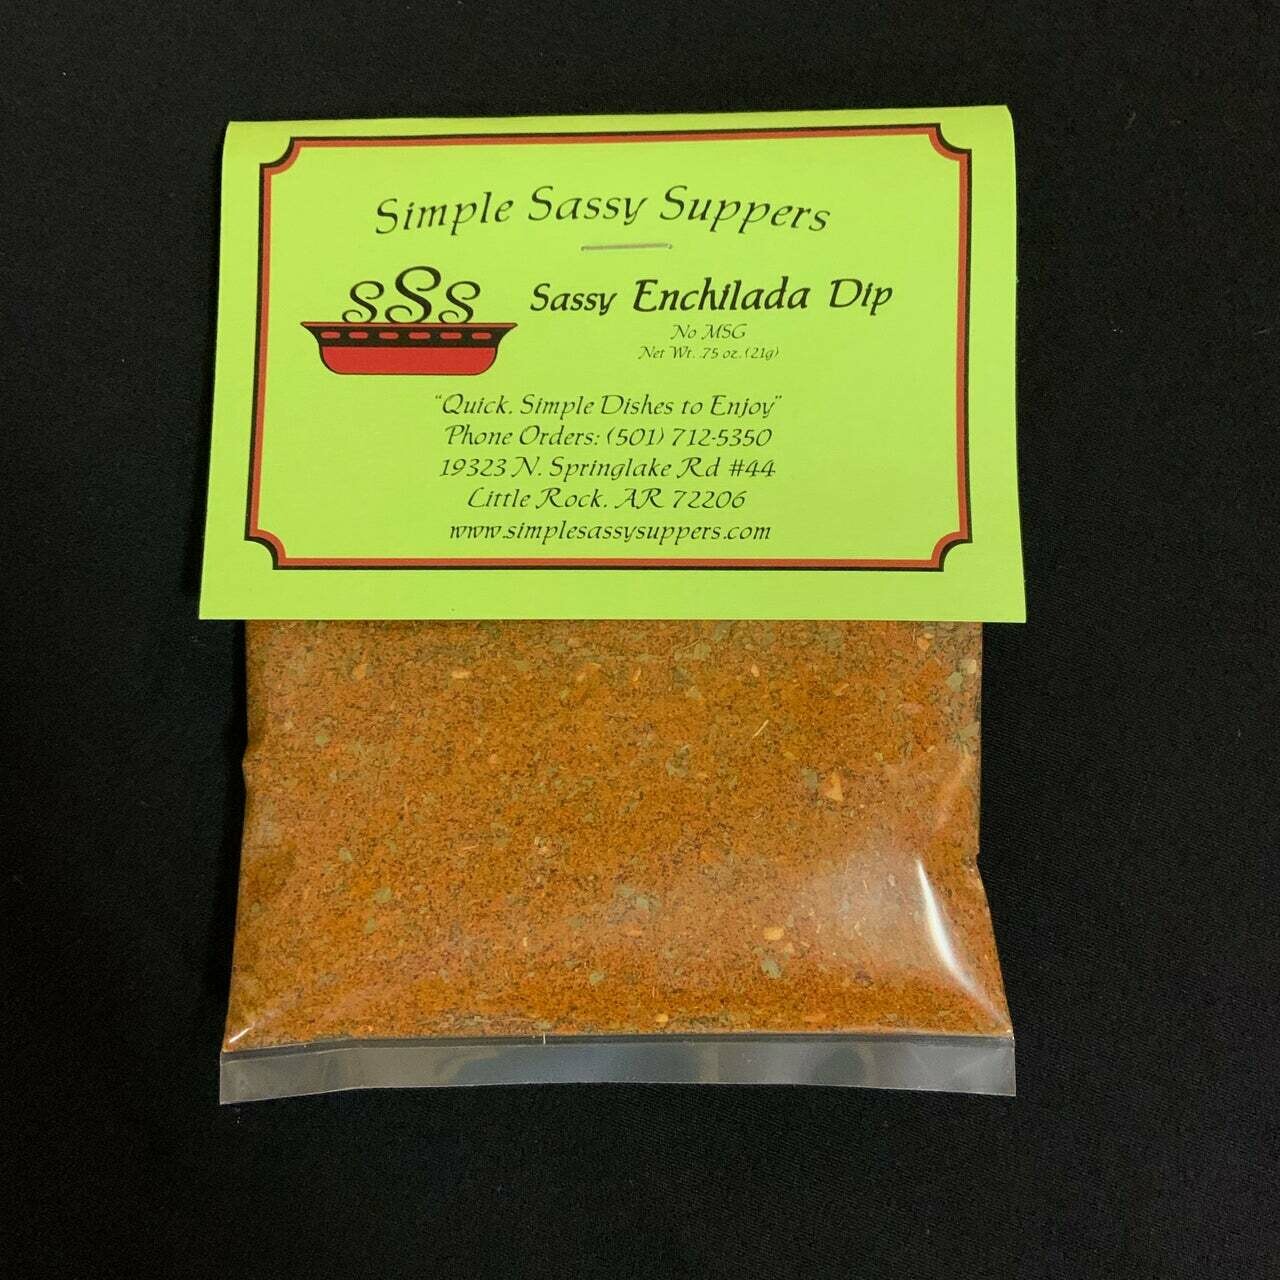 Simple Sassy Suppers
sSs
Sassy Enchilada Dip
No MSG
Net Wt. .75 oz. (21g)
"Quick, Simple Dishes to Enjoy"
Phone Orders: (501) 712-5350
19323 N. Springlake Rd #44
Little Rock, AR 72206
www.simplesassysuppers.com